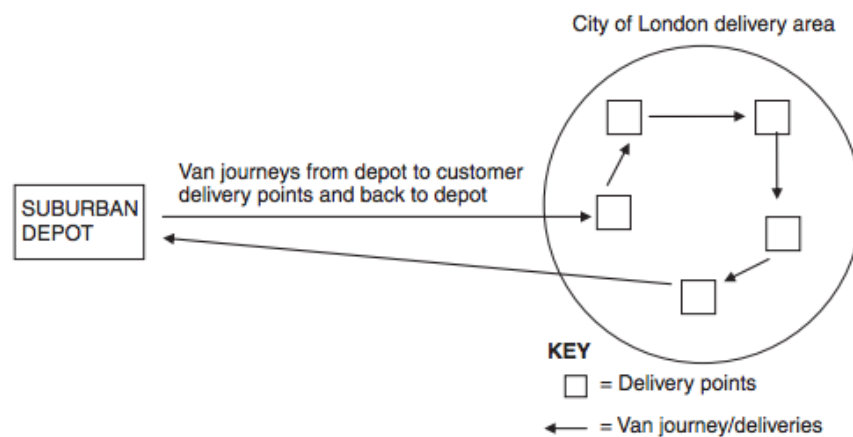 City of London delivery area
Van journeys from depot to customer
delivery points and back to depot
SUBURBAN
DEPOT
KEY
= Delivery points
= Van journey/deliveries